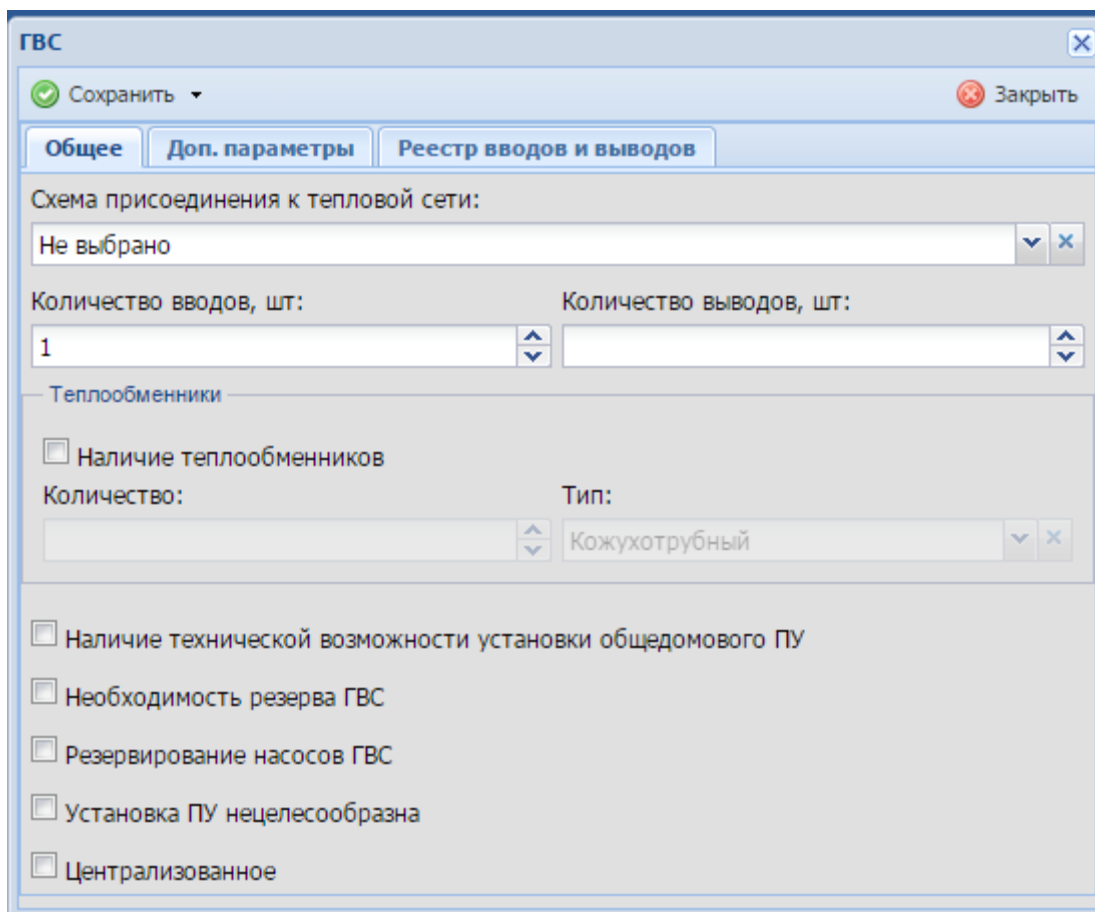 ГВС
Сохранить Закрыть
Общее Доп. параметры Реестр вводов и выводов
Схема присоединения к тепловой сети:
Не выбрано
Количество вводов, шт: Количество выводов, шт:
1
Теплообменники
Наличие теплообменников
Количество: Тип:
Кожухотрубный
Наличие технической возможности установки общедомового ПУ
Необходимость резерва ГВС
Резервирование насосов ГВС
Установка ПУ нецелесообразна
Централизованное